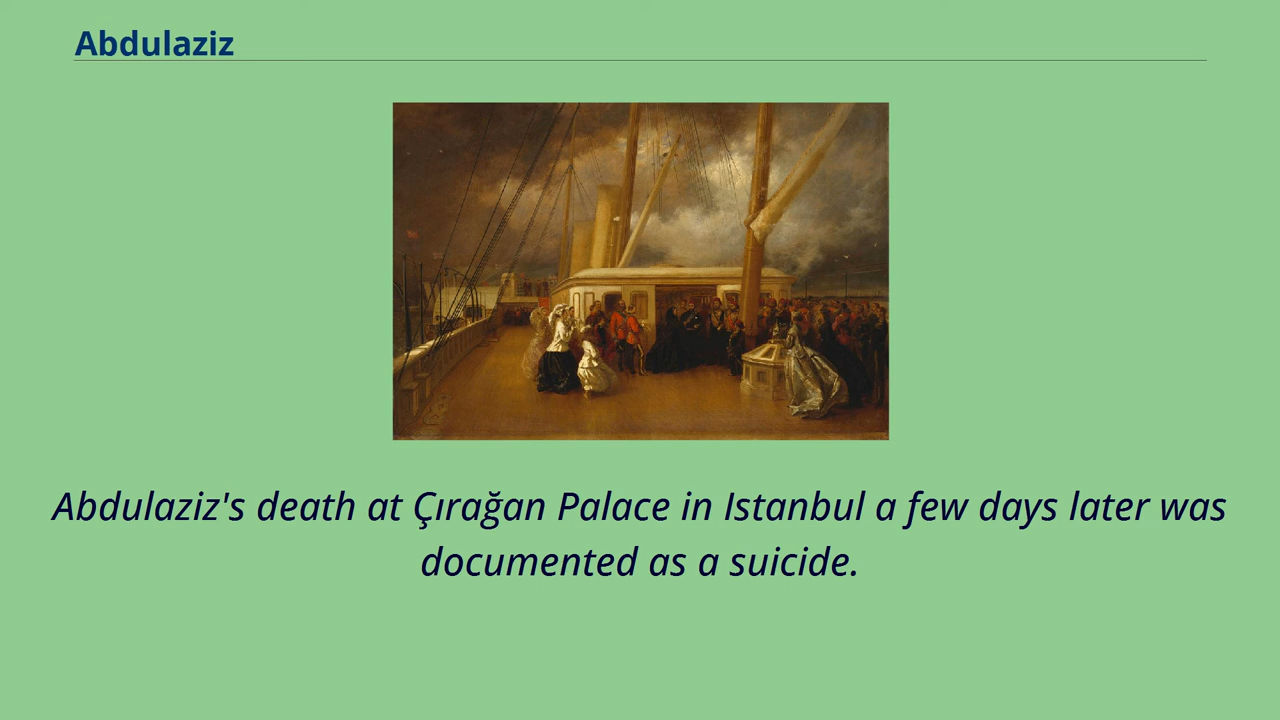 Abdulaziz
Abdulaziz's death at Çırağan Palace in Istanbul a few days later was
documented as a suicide.